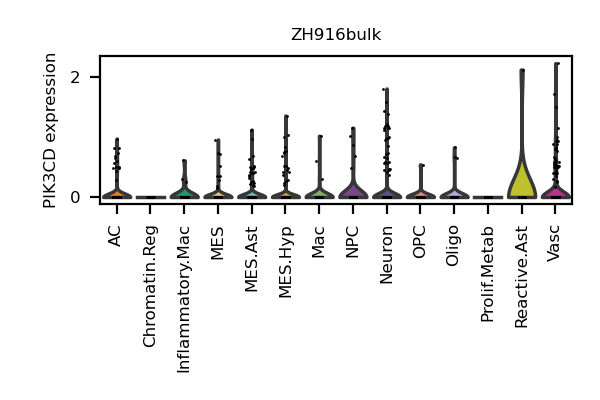 ZH916bulk
PIK3CD expression
2
0
AC
Chromatin.Reg
Inflammatory.Mac
MES
MES.Ast
MES.Hyp
Mac
NPC
Neuron
OPC
Oligo
Prolif.Metab
Reactive.Ast
Vasc